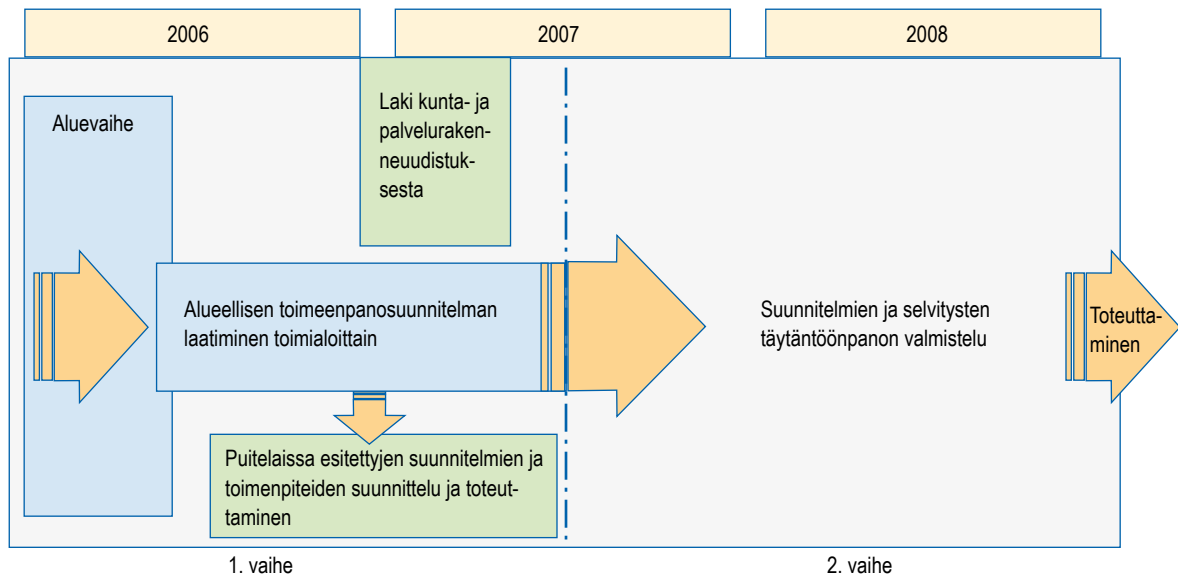 2006
2007
2008
Aluevaihe
Laki kunta- ja
palveluraken-
neuudistuk-
sesta
Alueellisen toimeenpanosuunnitelman
laatiminen toimialoittain
Suunnitelmien ja selvitysten
täytäntöönpanon valmistelu
Toteutta-
minen
Puitelaissa esitettyjen suunnitelmien ja
toimenpiteiden suunnittelu ja toteut-
taminen
1. vaihe
2. vaihe